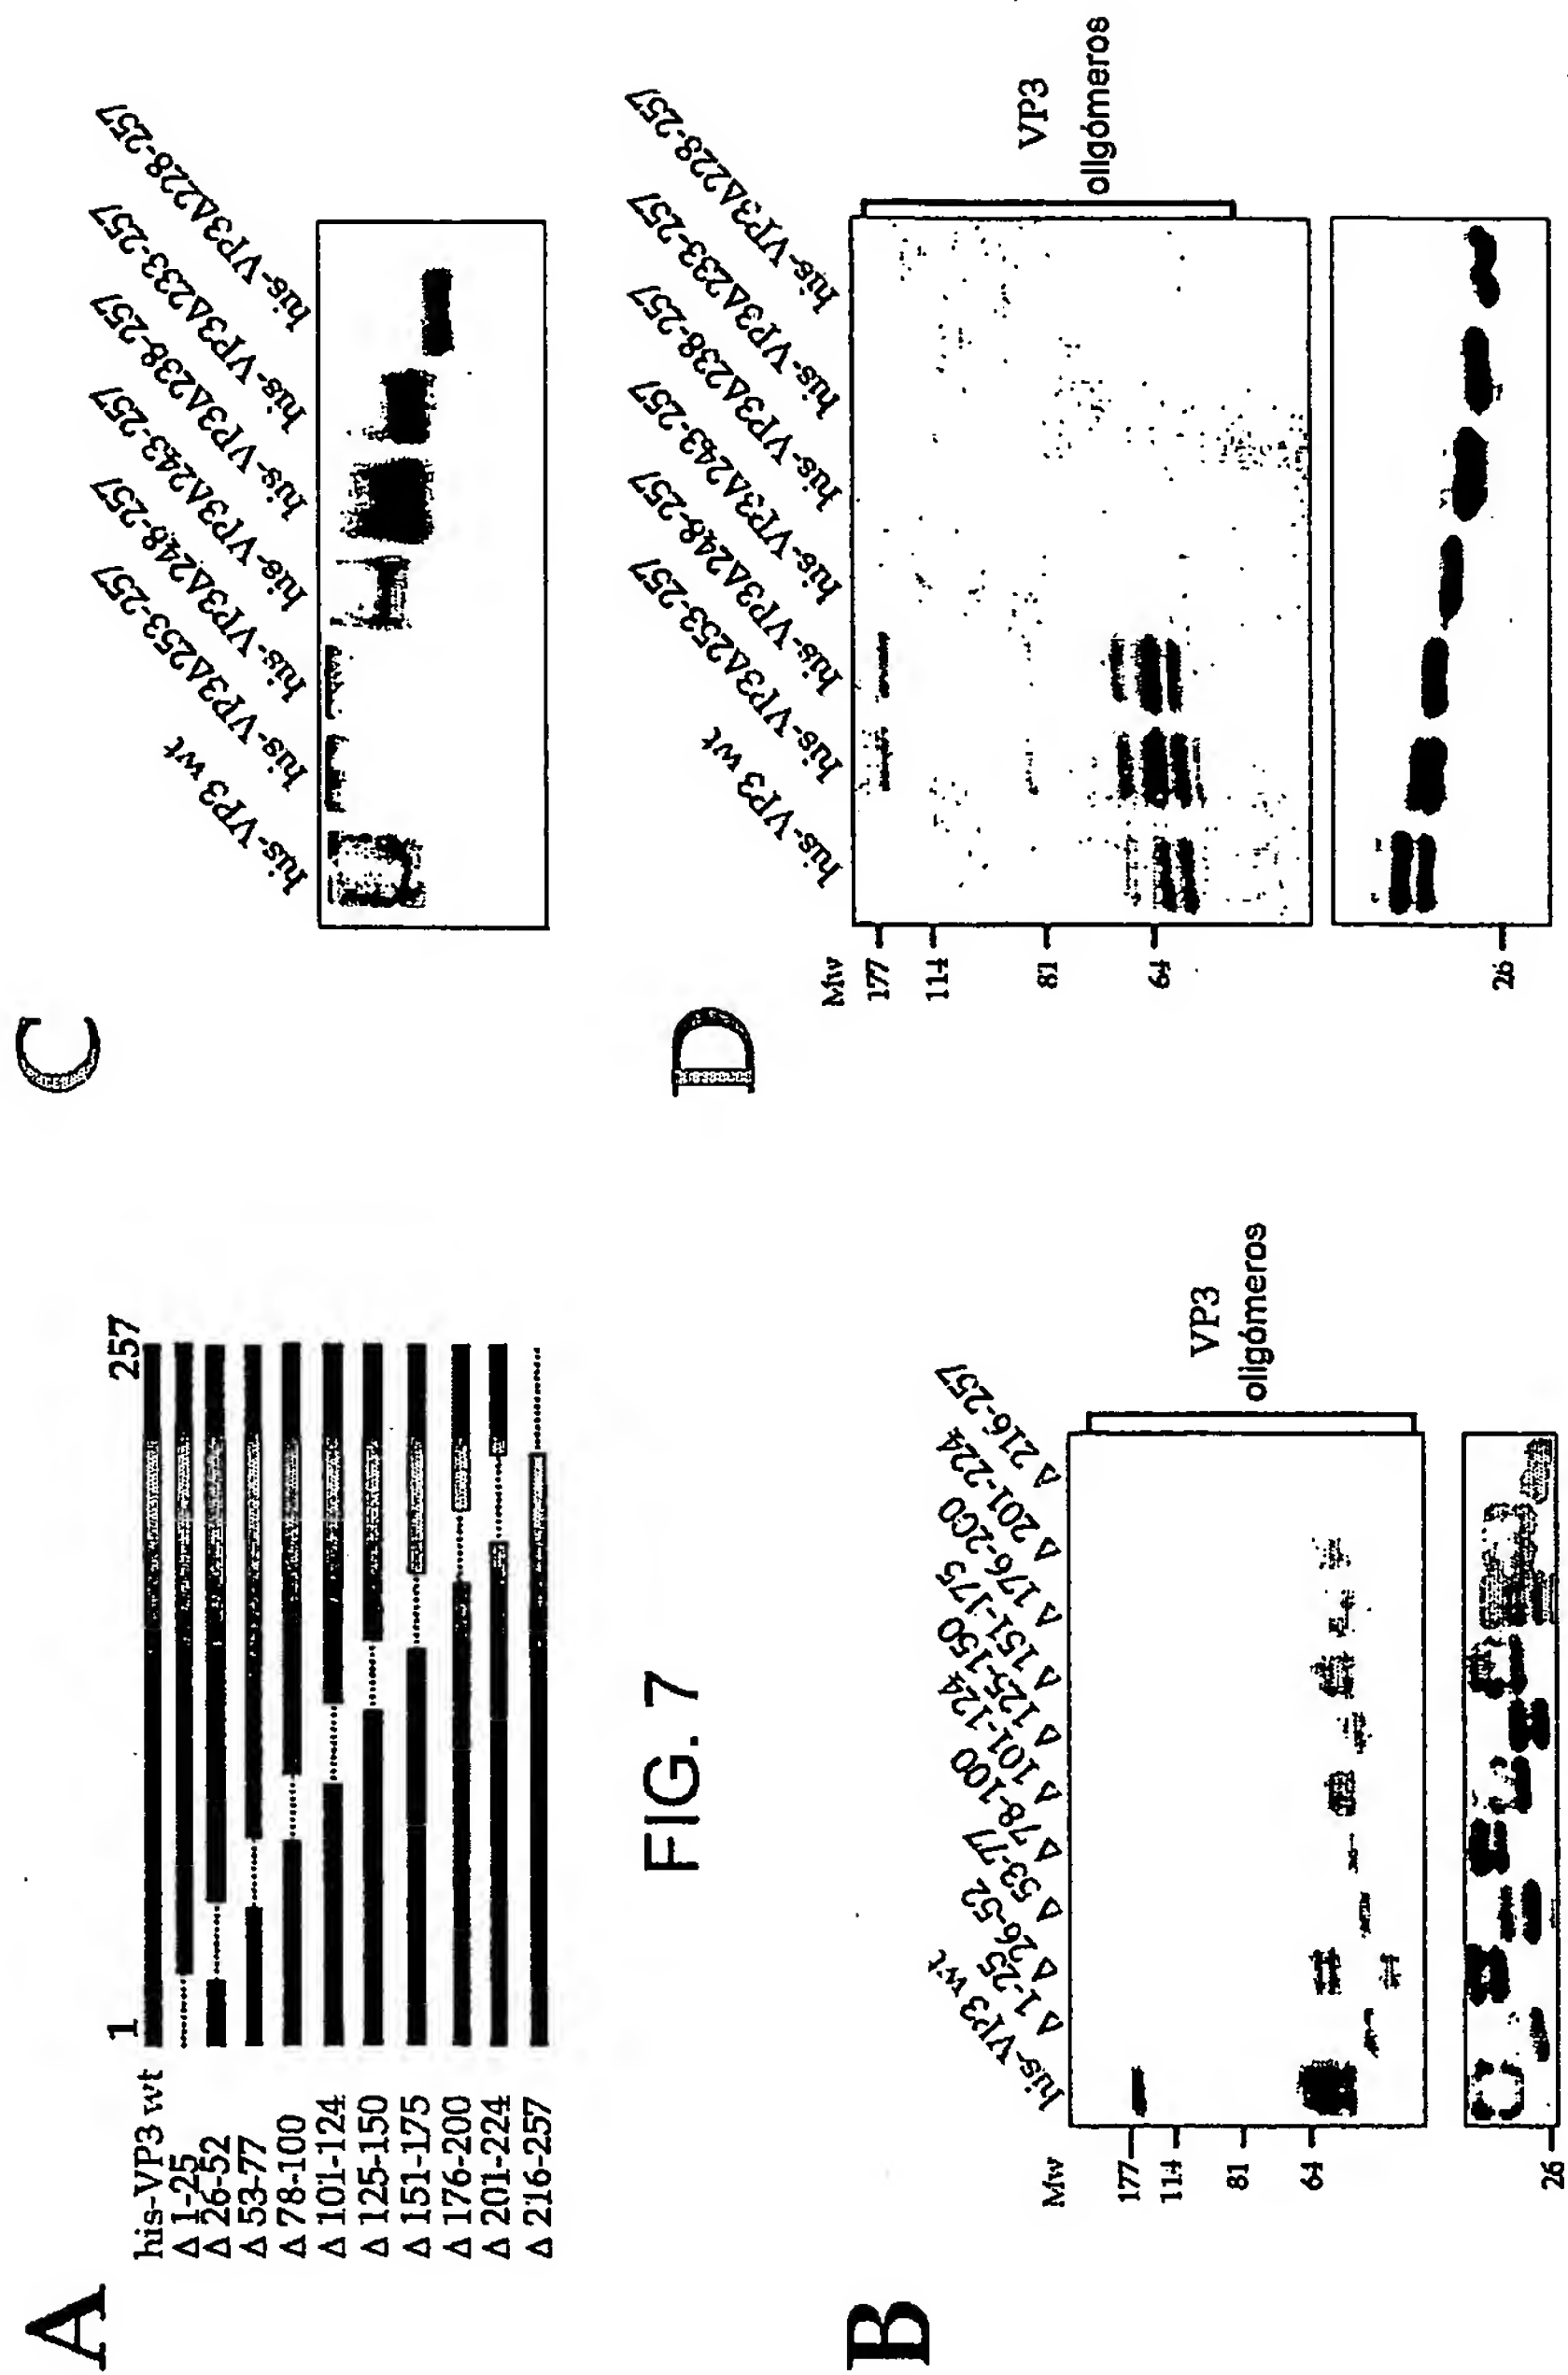 A
1
257
his-VP3 wt
Δ 1-25
Δ 26-52
Δ 53-77
Δ 78-100
Δ 101-124
Δ 125-150
Δ 151-175
Δ 176-200
Δ 201-224
Δ 216-257
FIG. 7
B
his-VP3 wt
Δ 1-25
Δ 26-52
Δ 53-77
Δ 78-100
Δ 101-124
Δ 125-150
Δ 151-175
Δ 176-200
Δ 201-224
Δ 216-257
Mw
177
114
81
64
26
VP3
oligómeros
C
his-VP3 wt
his-VP3Δ253-257
his-VP3Δ248-257
his-VP3Δ243-257
his-VP3Δ238-257
his-VP3Δ233-257
his-VP3Δ228-257
D
his-VP3 wt
his-VP3Δ253-257
his-VP3Δ248-257
his-VP3Δ243-257
his-VP3Δ238-257
his-VP3Δ233-257
his-VP3Δ228-257
Mw
177
114
81
64
26
VP3
oligómeros